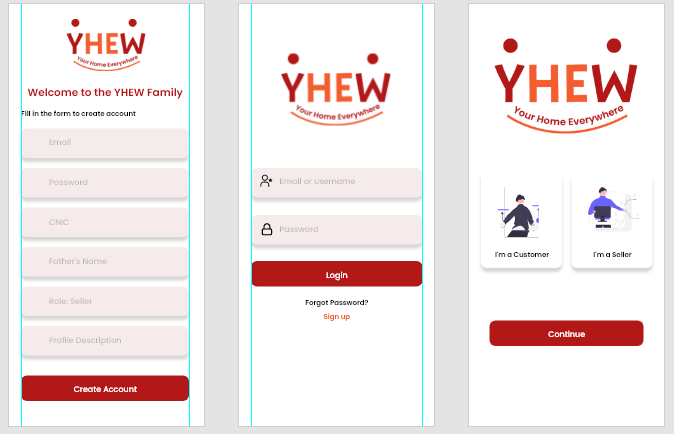 YHEW
Your Home Everywhere
Welcome to the YHEW Family
Fill in the form to create account
Email
Password
CNIC
Father's Name
Role: Seller
Profile Description
Create Account
YHEW
Your Home Everywhere
Email or username
Password
Login
Forgot Password?
Sign up
YHEW
Your Home Everywhere
I'm a Customer
I'm a Seller
Continue